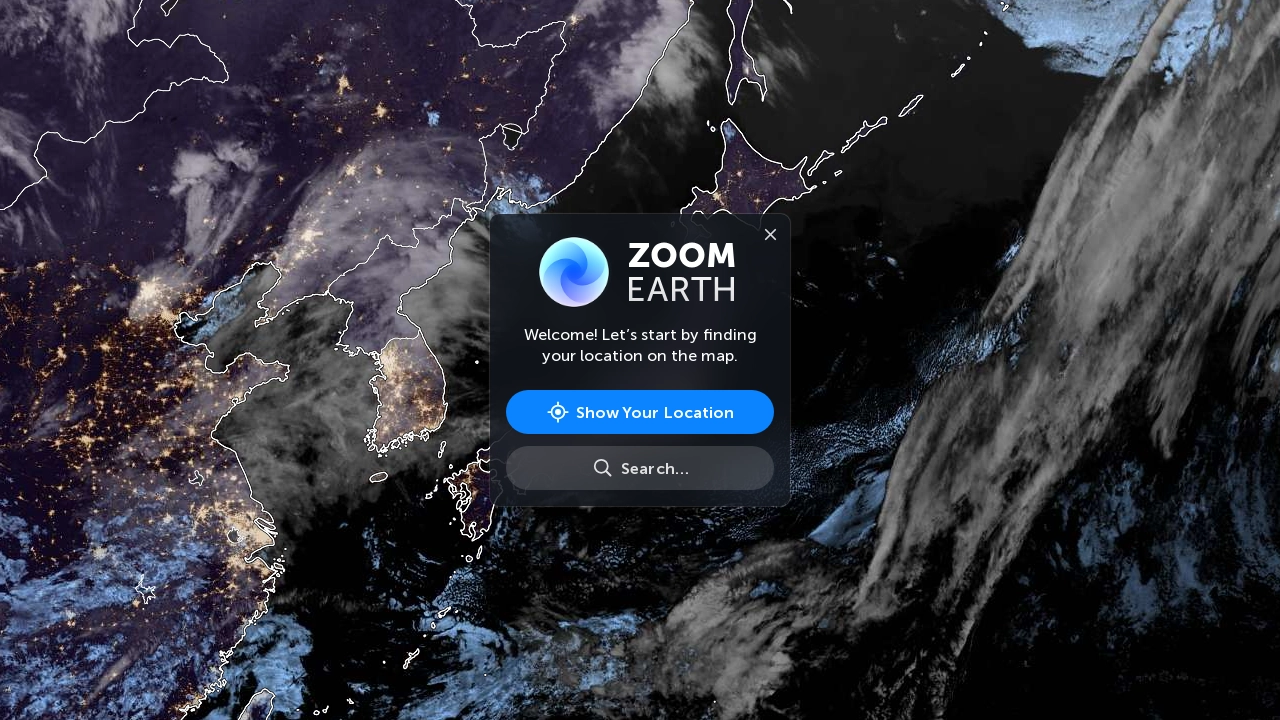 ZOOM
EARTH
Welcome! Let’s start by finding
your location on the map.
Show Your Location
Search...